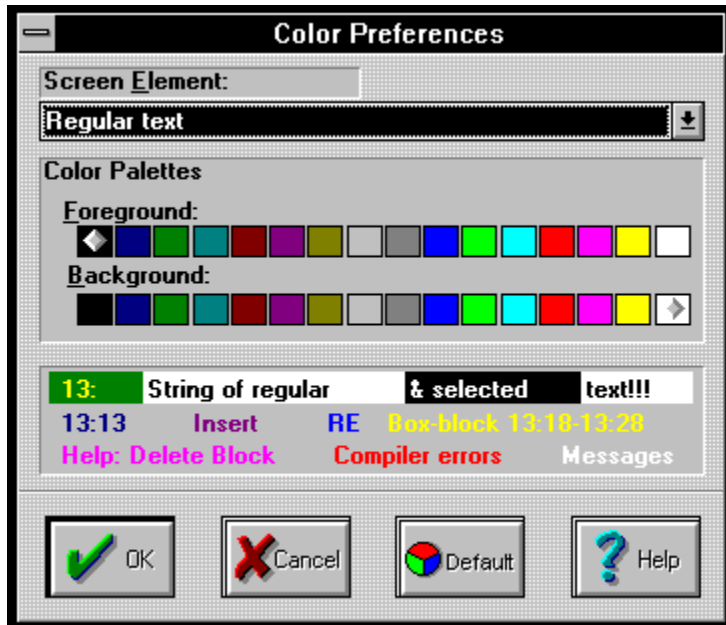 Color Preferences
Screen Element:
Regular text
Color Palettes
Foreground:
Background:
13: String of regular & selected text!!!
13:13 Insert RE Box-block 13:18-13:28
Help: Delete Block Compiler errors Messages
OK Cancel Default Help